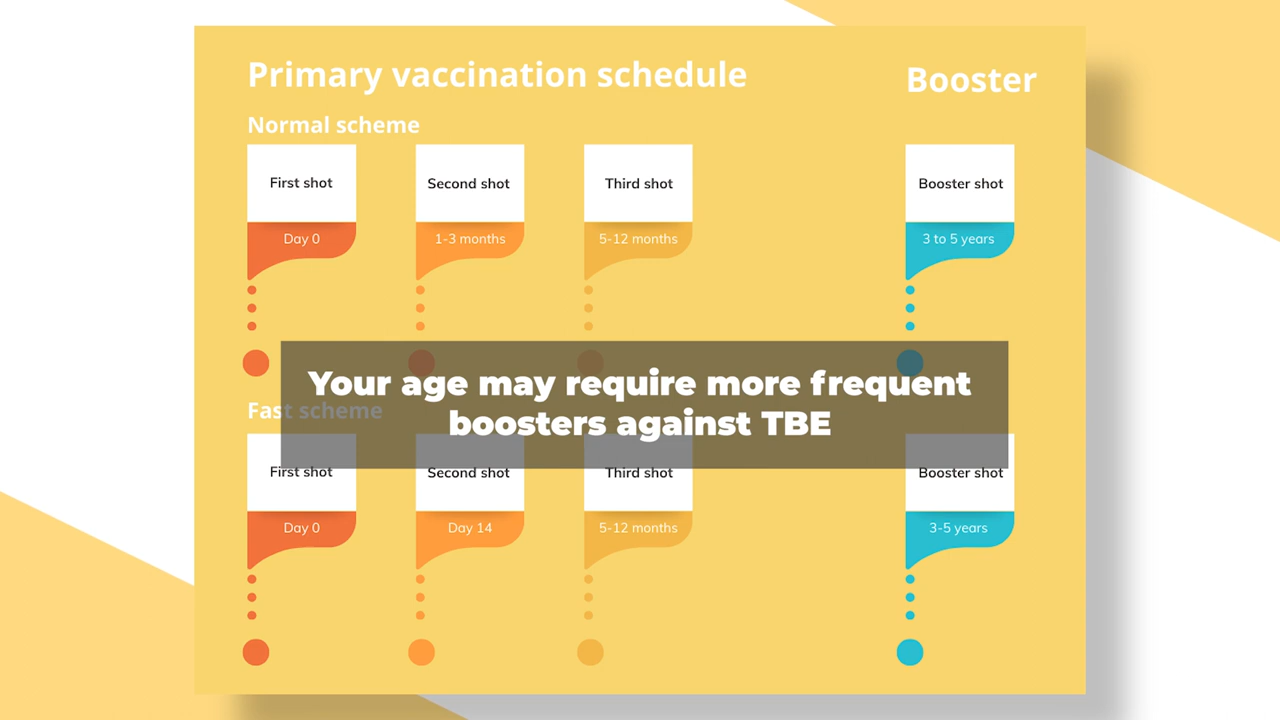 Primary vaccination schedule
Booster
Normal scheme
First shot
Second shot
Third shot
Booster shot
Day 0
1-3 months
5-12 months
3 to 5 years
Your age may require more frequent
boosters against TBE
Fast scheme
First shot
Second shot
Third shot
Booster shot
Day 0
Day 14
5-12 months
3-5 years